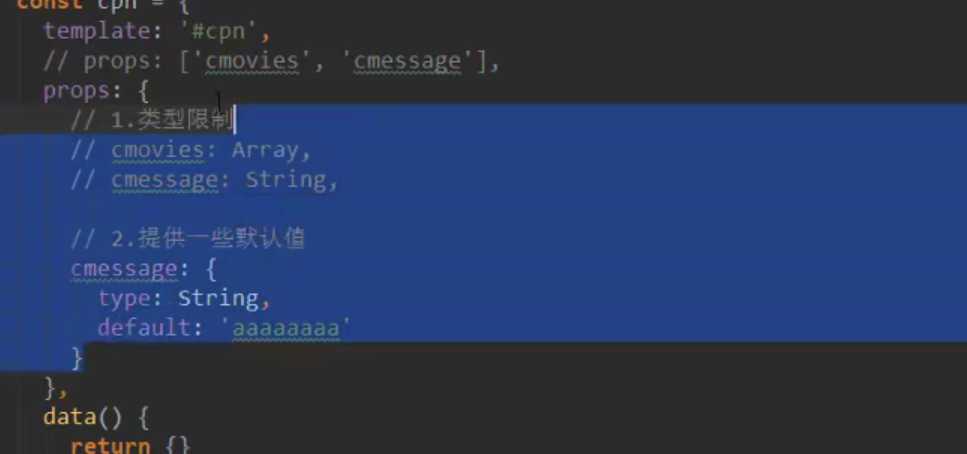 const cpn = {
template: '#cpn',
// props: ['cmovies', 'cmessage'],
props: {
// 1.类型限制
// cmovies: Array,
// cmessage: String,
// 2.提供一些默认值
cmessage: {
type: String,
default: 'aaaaaaaa'
}
},
data() {
return {}